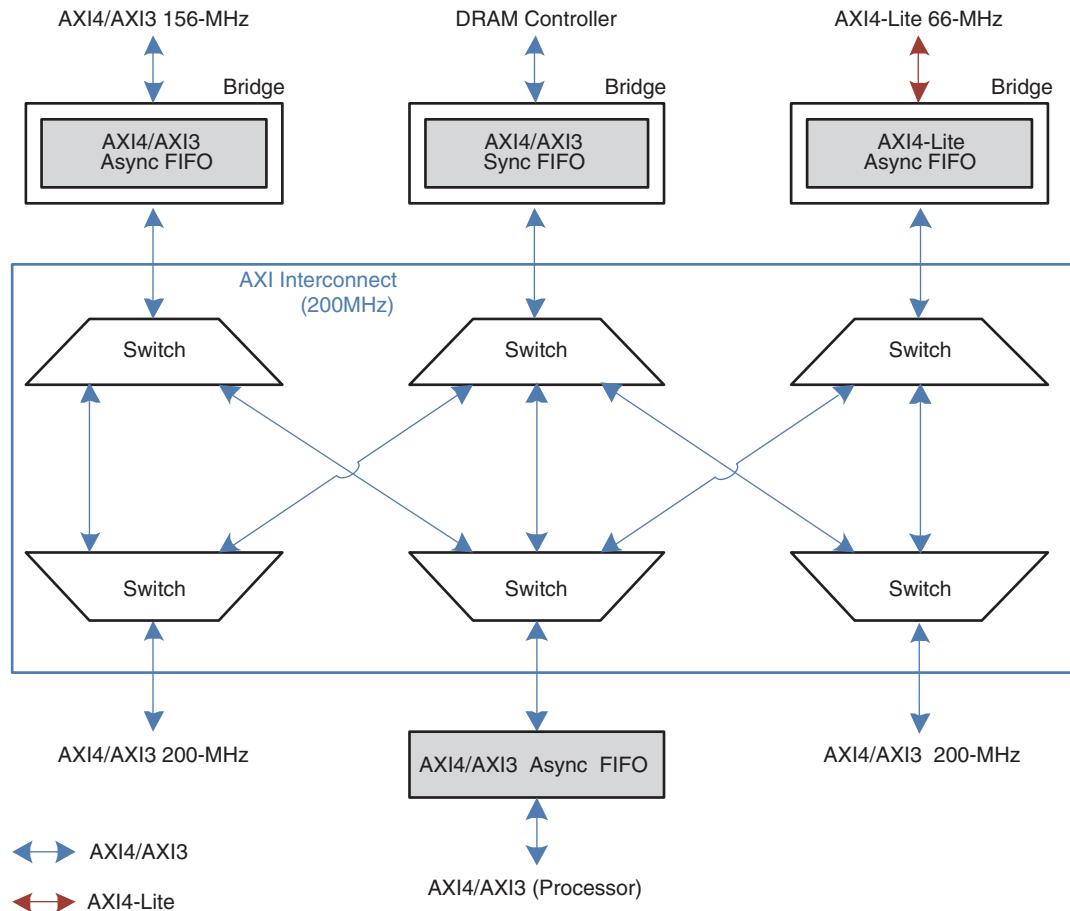 AXI4/AXI3 156-MHz
DRAM Controller
AXI4-Lite 66-MHz
Bridge
Bridge
Bridge
AXI4/AXI3
Async FIFO
AXI4/AXI3
Sync FIFO
AXI4-Lite
Async FIFO
AXI Interconnect
(200MHz)
Switch
Switch
Switch
Switch
Switch
Switch
AXI4/AXI3 200-MHz
AXI4/AXI3 Async FIFO
AXI4/AXI3 200-MHz
AXI4/AXI3
AXI4/AXI3 (Processor)
AXI4-Lite